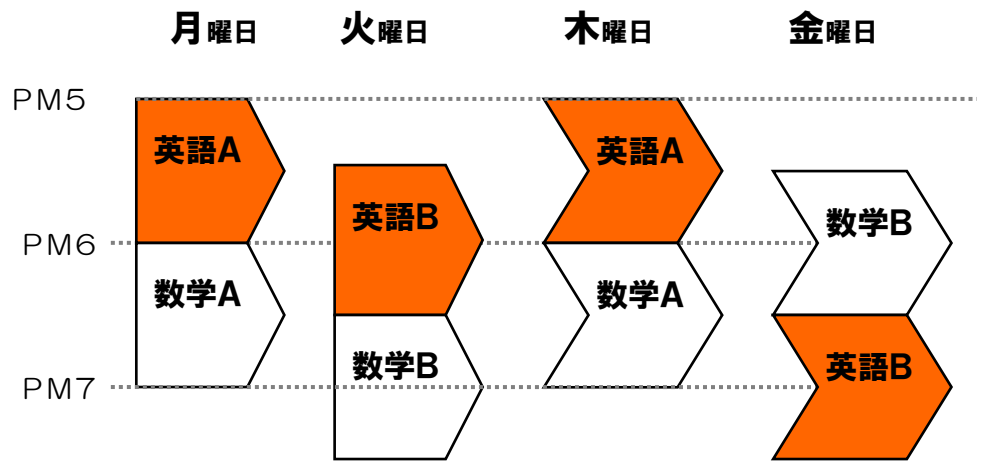 月曜日 火曜日 木曜日 金曜日
PM5
英語A 英語A
英語B 数学B
PM6
数学A 数学A
数学B 英語B
PM7